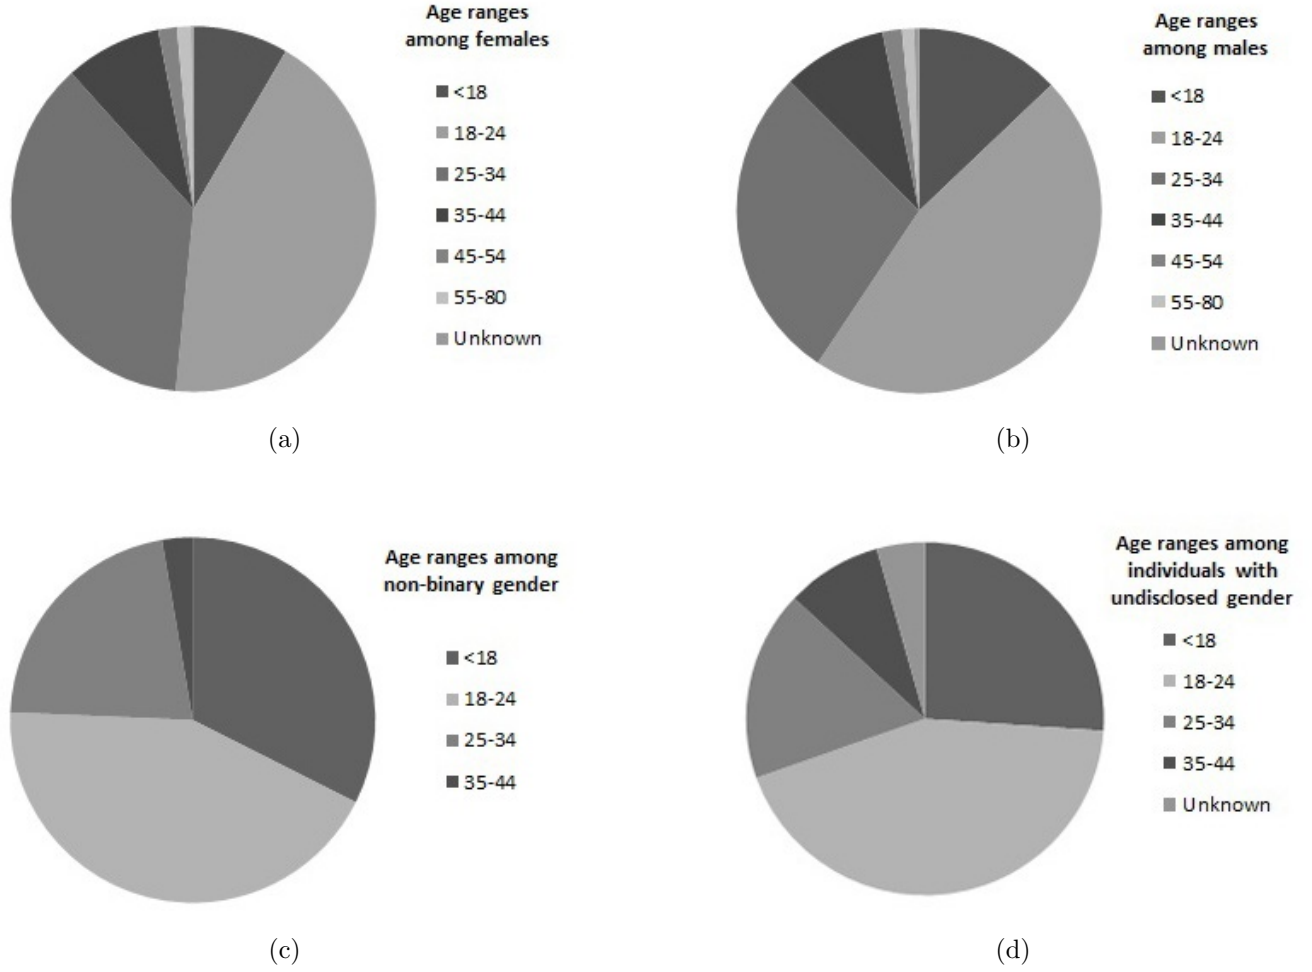 Age ranges
among females
<18
18-24
25-34
35-44
45-54
55-80
Unknown
(a)
Age ranges
among males
<18
18-24
25-34
35-44
45-54
55-80
Unknown
(b)
Age ranges among
non-binary gender
<18
18-24
25-34
35-44
(c)
Age ranges among
individuals with
undisclosed gender
<18
18-24
25-34
35-44
Unknown
(d)